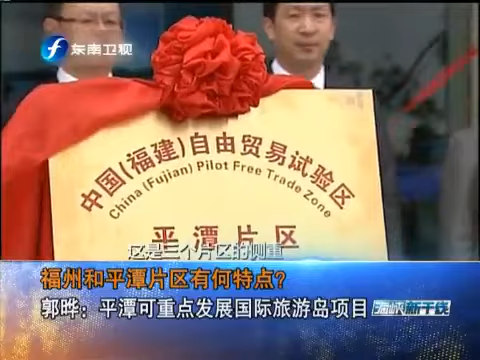 东南卫视
中国(福建)自由贸易试验区
China (Fujian) Pilot Free Trade Zone
平潭片区
这是三个片区的侧重
福州和平潭片区有何特点?
郭晔:平潭可重点发展国际旅游岛项目
海峡新干线